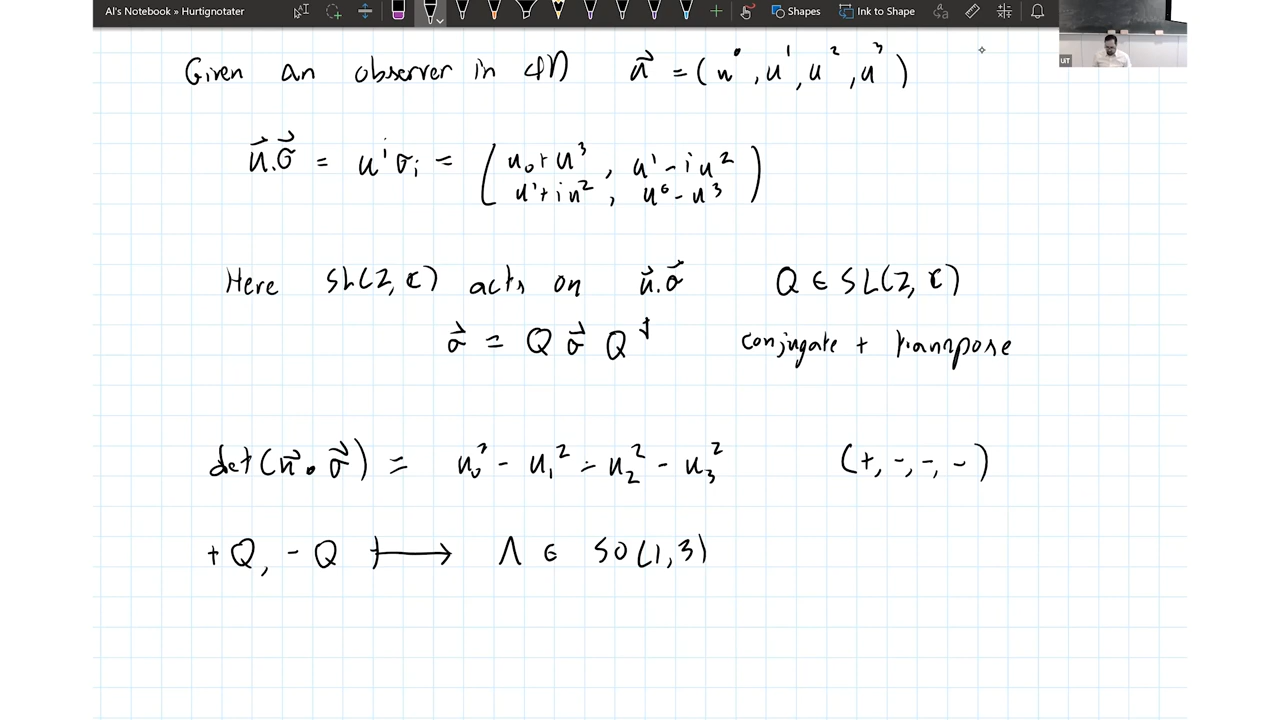 AI's Notebook » Hurtignotater
Shapes
Ink to Shape
UiT
Given an observer in 4D u⃗ = (u⁰, u¹, u², u³)
u⃗.σ⃗ = uⁱσᵢ = ( u₀+u³ , u¹-iu²
u¹+iu² , u⁰-u³ )
Here SL(2,C) acts on u⃗.σ⃗ Q ∈ SL(2,C)
σ⃗ = Q σ⃗ Q† conjugate + transpose
det(u⃗.σ⃗) = u₀² - u₁² - u₂² - u₃² (+,-,-,-)
+Q, -Q ⟼ Λ ∈ SO(1,3)